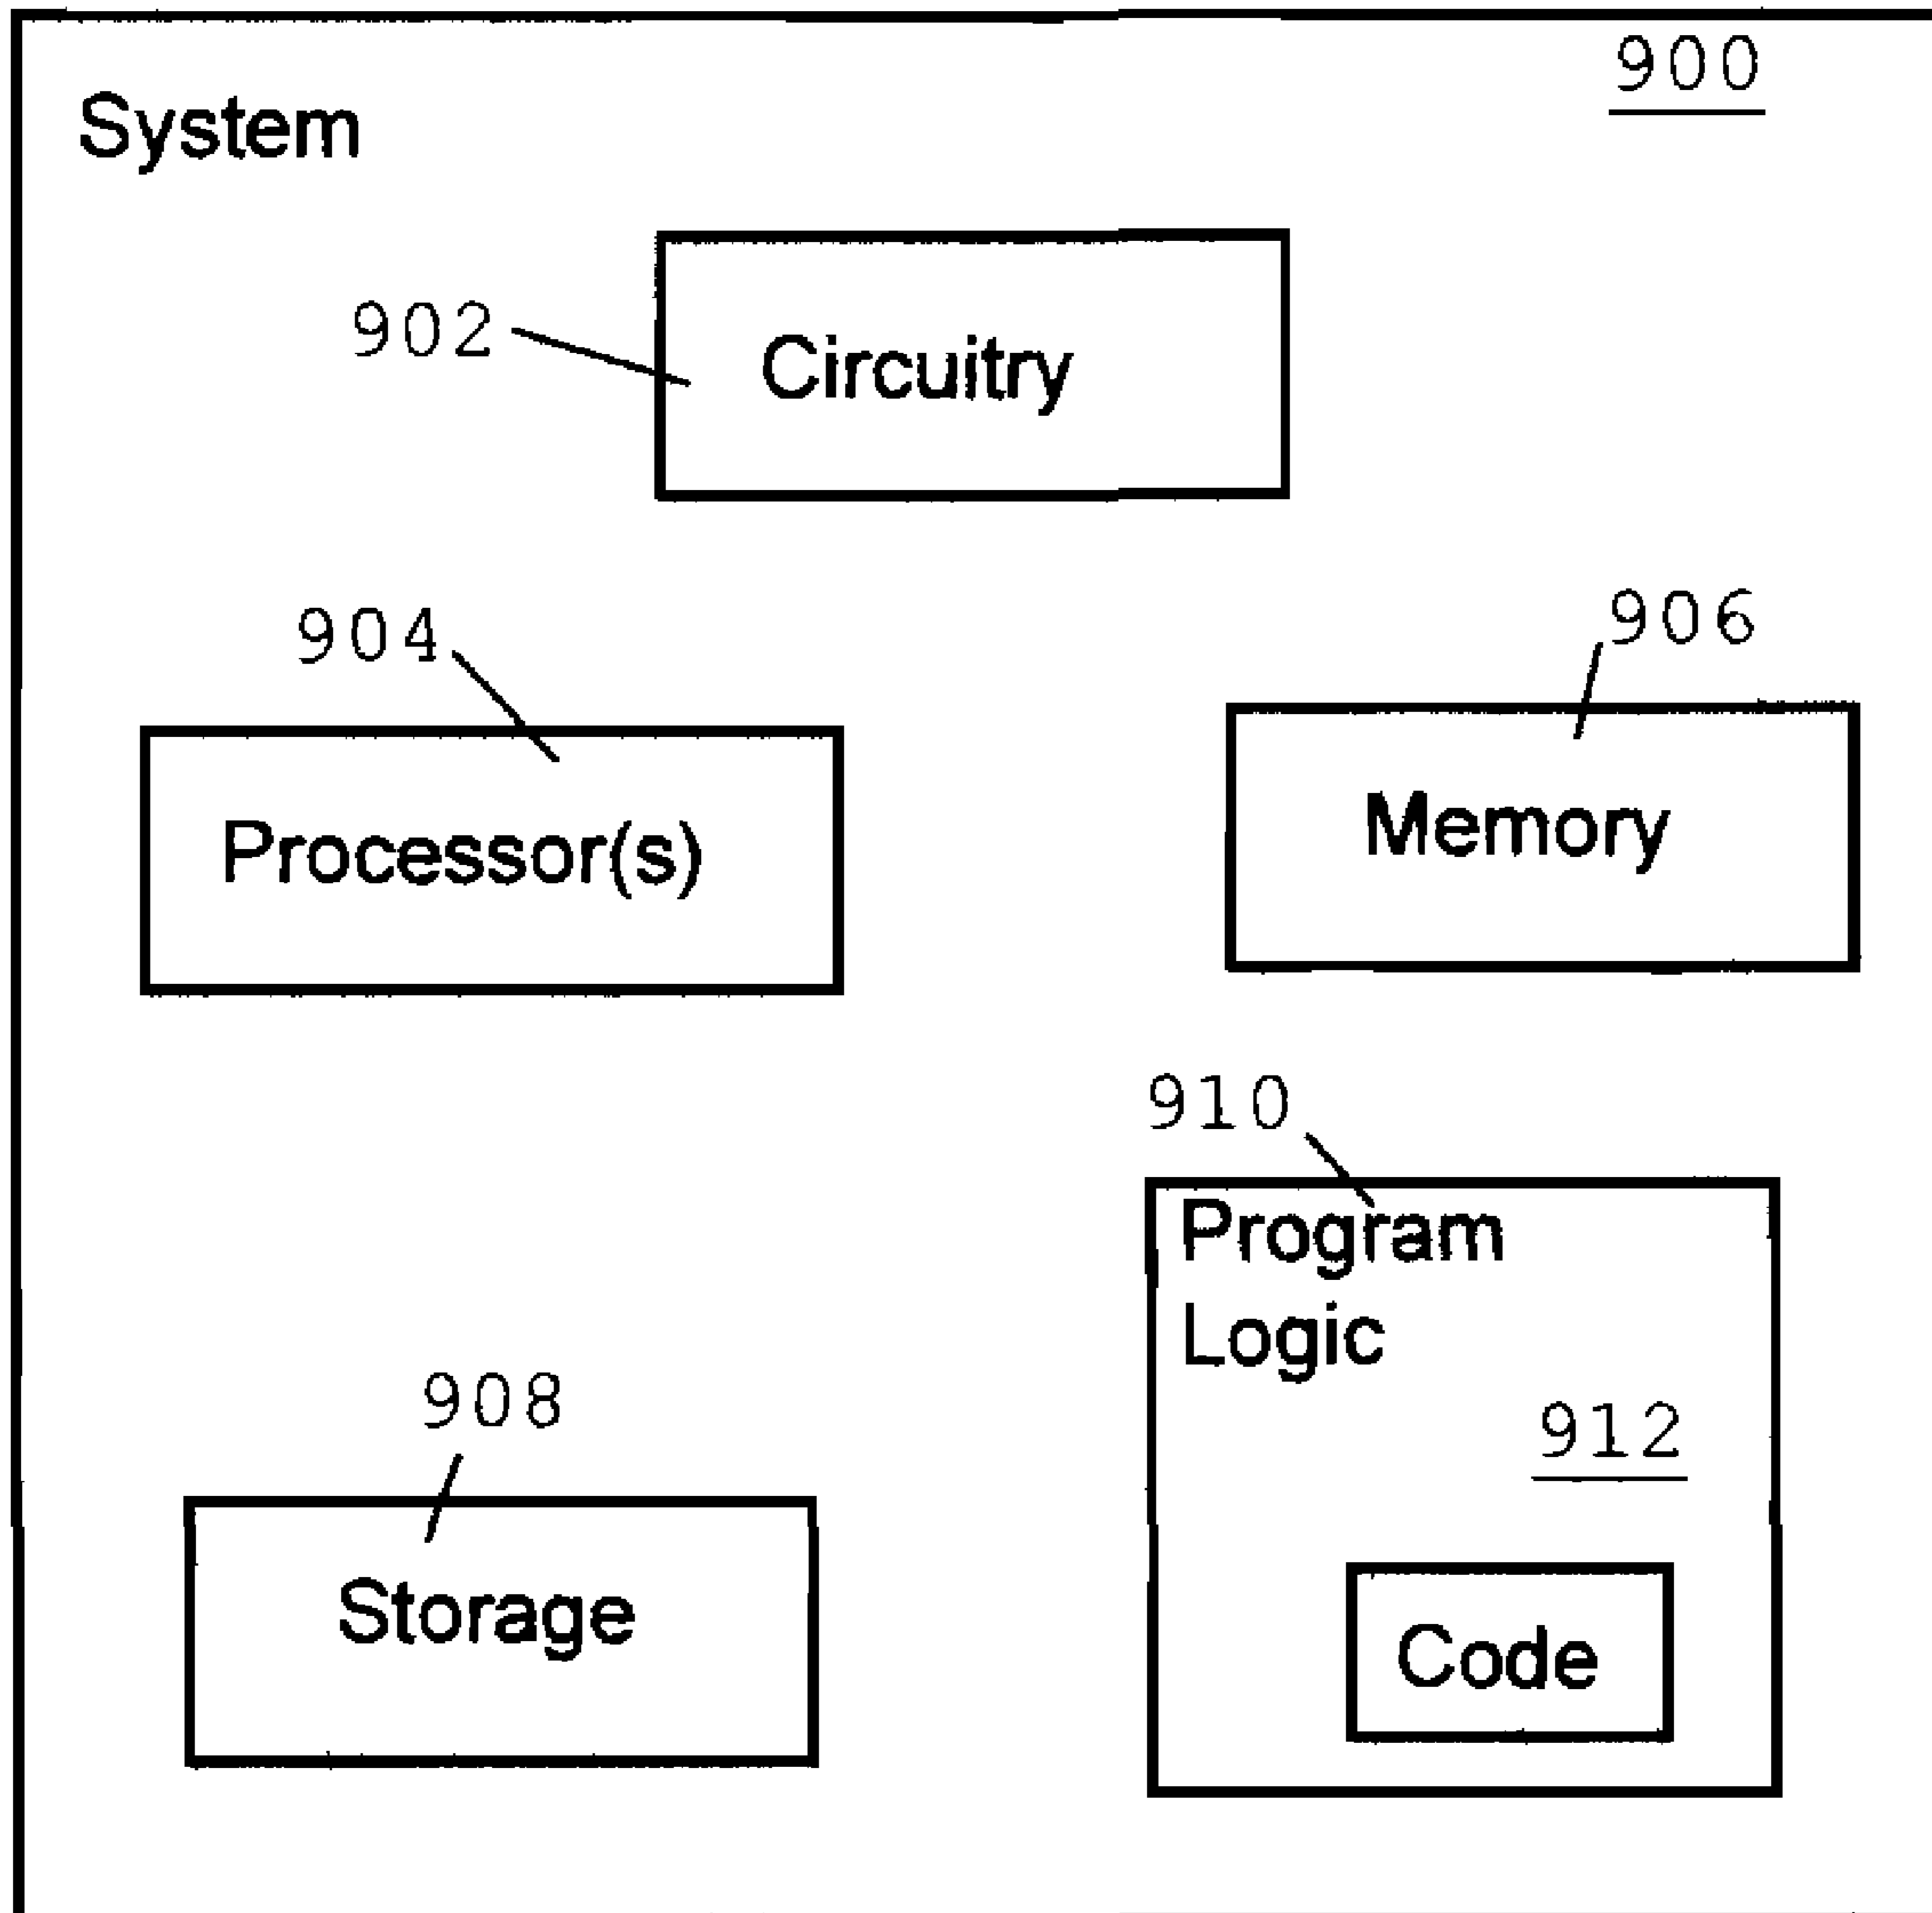 900
System
902
Circuitry
904
906
Processor(s)
Memory
910
Program
Logic
908
912
Storage
Code